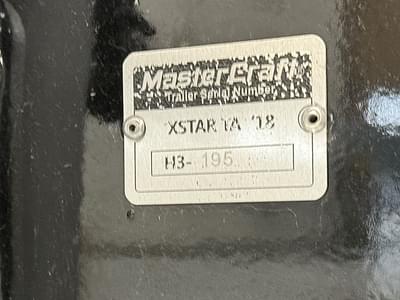 MasterCraft
Trailer Serial Number
XSTAR TA '18
H3- 195